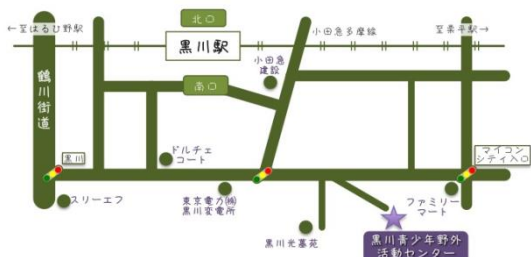 北口
←至はるひ野駅
小田急多摩線
至栗平駅→
黒川駅
小田急
建設
鶴川街道
南口
黒川
ドルチェ
コート
マイコン
シティ入口
スリーエフ
東京電力㈱
黒川変電所
ファミリー
マート
黒川光墓苑
黒川青少年野外
活動センター